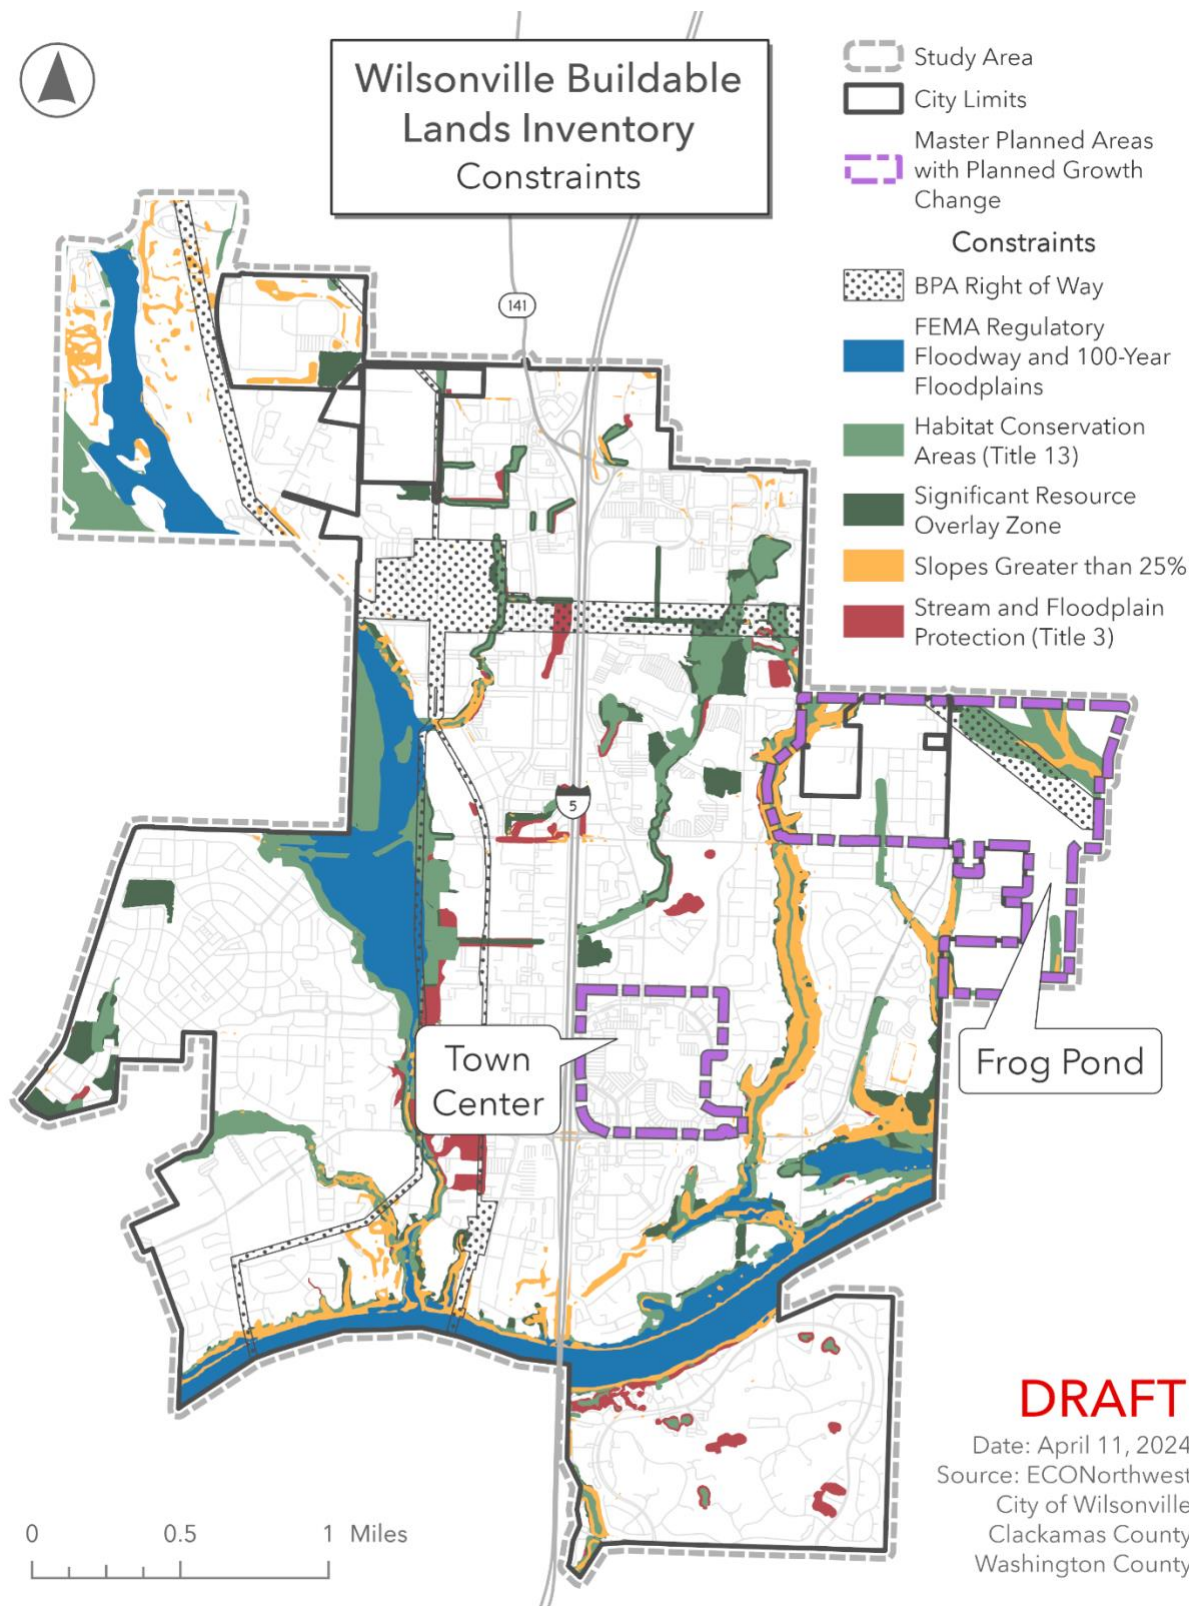 Wilsonville Buildable
Lands Inventory
Constraints
Study Area
City Limits
Master Planned Areas
with Planned Growth
Change
Constraints
BPA Right of Way
FEMA Regulatory
Floodway and 100-Year
Floodplains
Habitat Conservation
Areas (Title 13)
Significant Resource
Overlay Zone
Slopes Greater than 25%
Stream and Floodplain
Protection (Title 3)
141
5
Town
Center
Frog Pond
DRAFT
Date: April 11, 2024
Source: ECONorthwest
City of Wilsonville
Clackamas County
Washington County
0 0.5 1 Miles